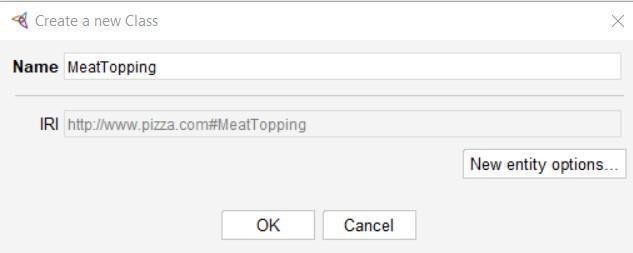 Create a new Class
Name MeatTopping
IRI http://www.pizza.com#MeatTopping
New entity options...
OK Cancel